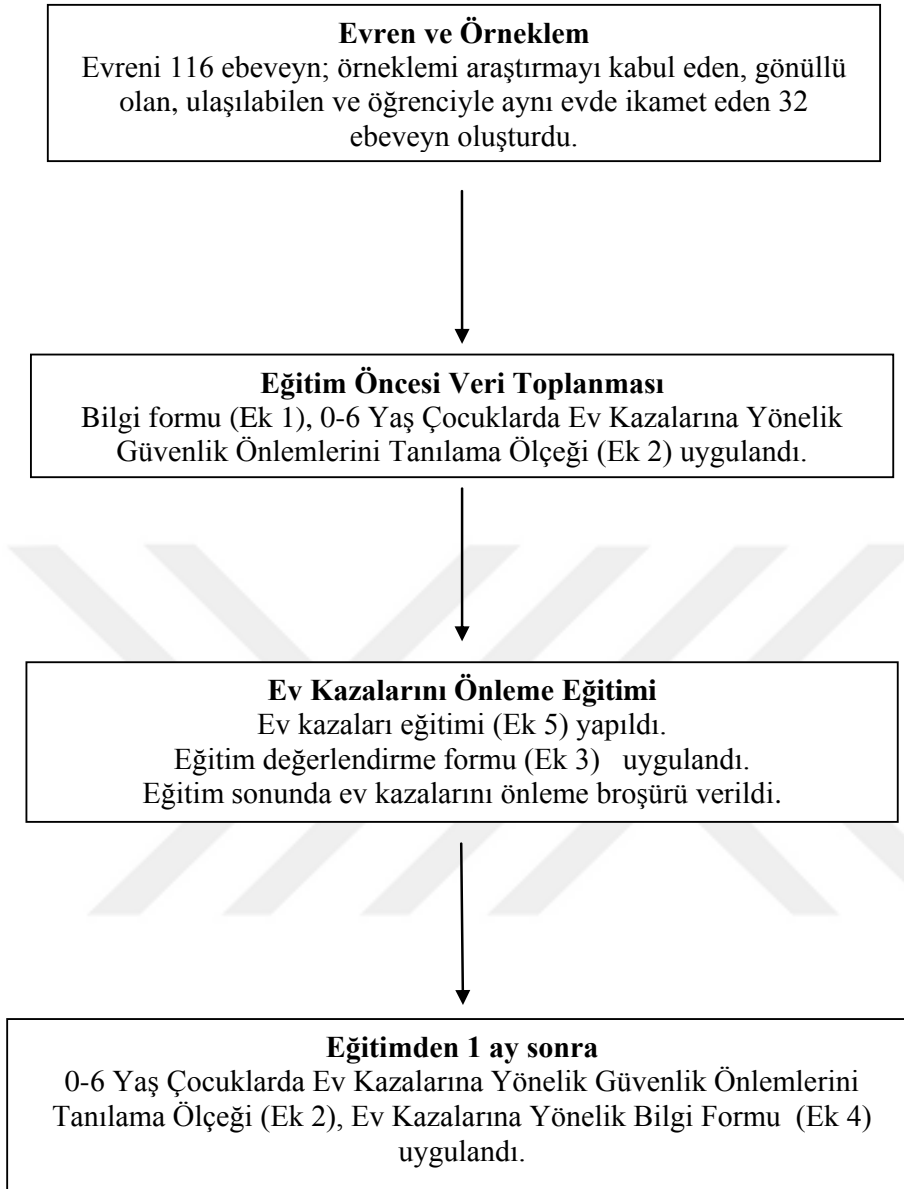 Evren ve Örneklem
Evreni 116 ebeveyn; örneklemi araştırmayı kabul eden, gönüllü
olan, ulaşılabilen ve öğrenciyle aynı evde ikamet eden 32
ebeveyn oluşturdu.
Eğitim Öncesi Veri Toplanması
Bilgi formu (Ek 1), 0-6 Yaş Çocuklarda Ev Kazalarına Yönelik
Güvenlik Önlemlerini Tanılama Ölçeği (Ek 2) uygulandı.
Ev Kazalarını Önleme Eğitimi
Ev kazaları eğitimi (Ek 5) yapıldı.
Eğitim değerlendirme formu (Ek 3) uygulandı.
Eğitim sonunda ev kazalarını önleme broşürü verildi.
Eğitimden 1 ay sonra
0-6 Yaş Çocuklarda Ev Kazalarına Yönelik Güvenlik Önlemlerini
Tanılama Ölçeği (Ek 2), Ev Kazalarına Yönelik Bilgi Formu (Ek 4)
uygulandı.